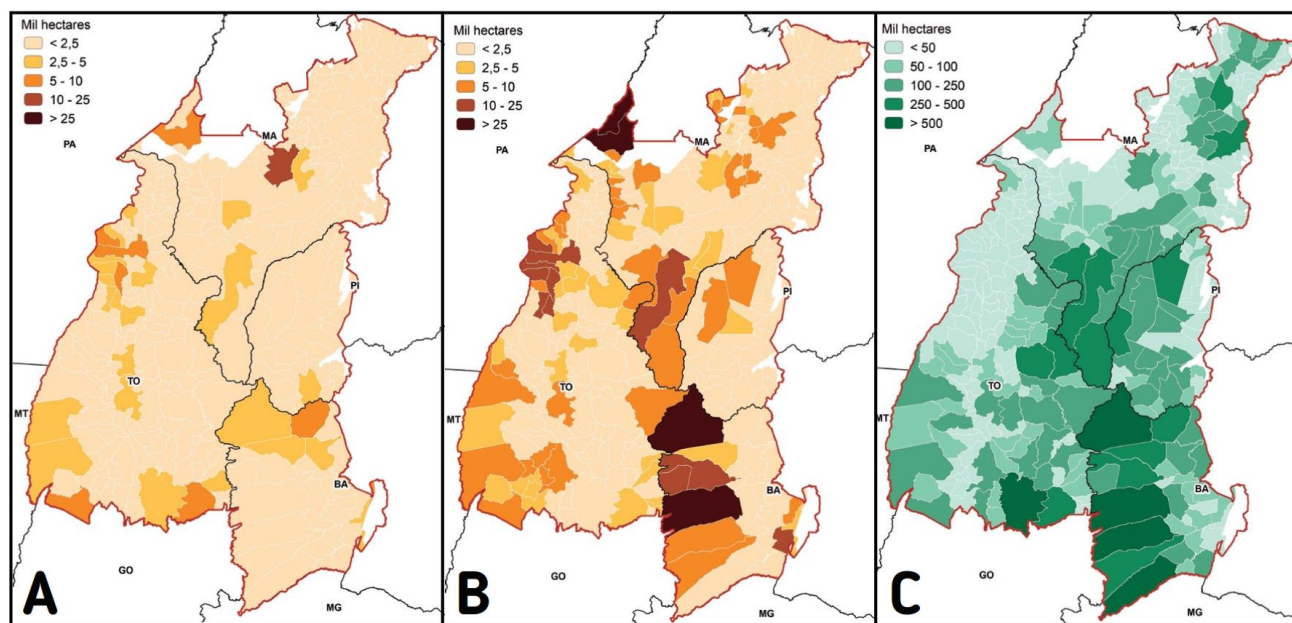 Mil hectares
< 2,5
2,5 - 5
5 - 10
10 - 25
> 25
PA
MA
PI
TO
MT
BA
GO
MG
A
Mil hectares
< 2,5
2,5 - 5
5 - 10
10 - 25
> 25
PA
MA
PI
TO
MT
BA
GO
MG
B
Mil hectares
< 50
50 - 100
100 - 250
250 - 500
> 500
PA
MA
PI
TO
MT
BA
GO
MG
C